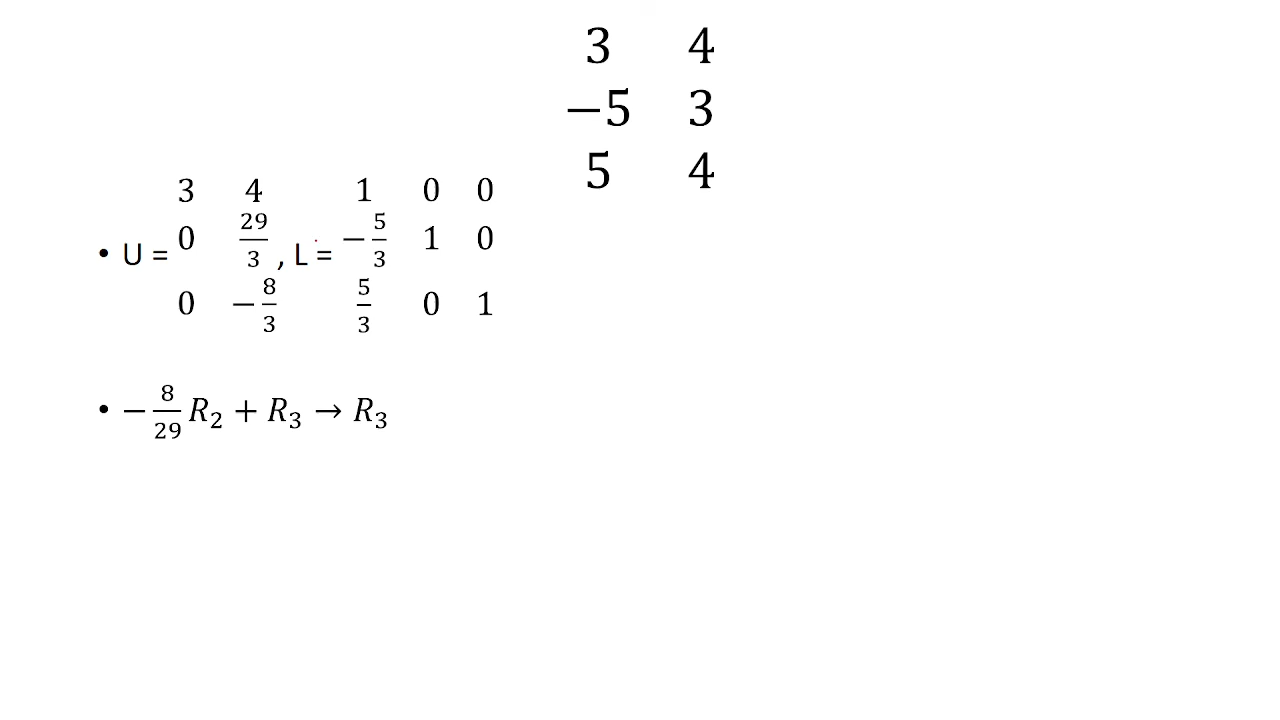 3 4
−5 3
5 4
• U = 3 4 0 29/3 0 −8/3 , L = 1 0 0 −5/3 1 0 5/3 0 1
• −8/29 R₂ + R₃ → R₃